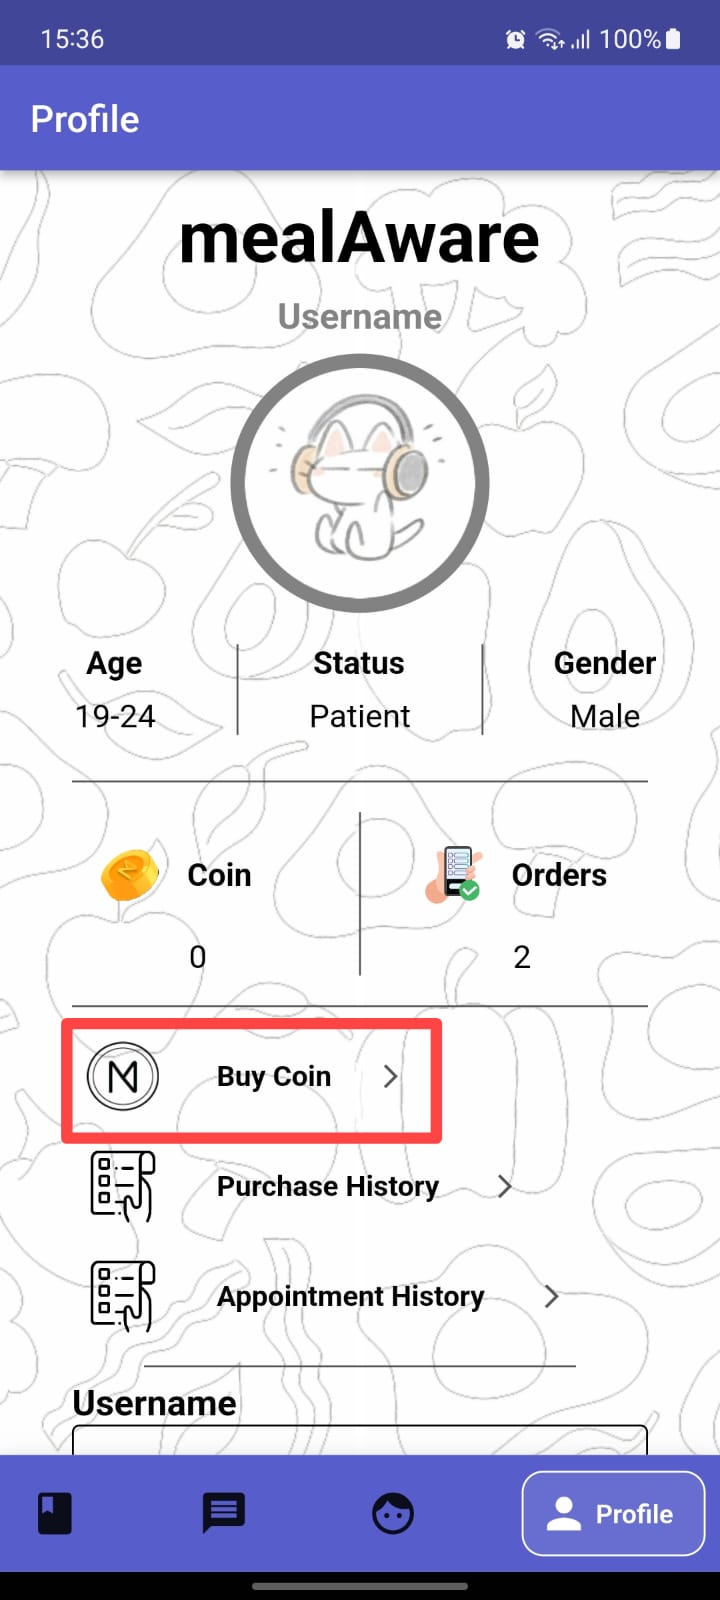 15:36 100%
Profile
mealAware
Username
Age Status Gender
19-24 Patient Male
Coin Orders
0 2
Buy Coin
Purchase History
Appointment History
Username
Profile